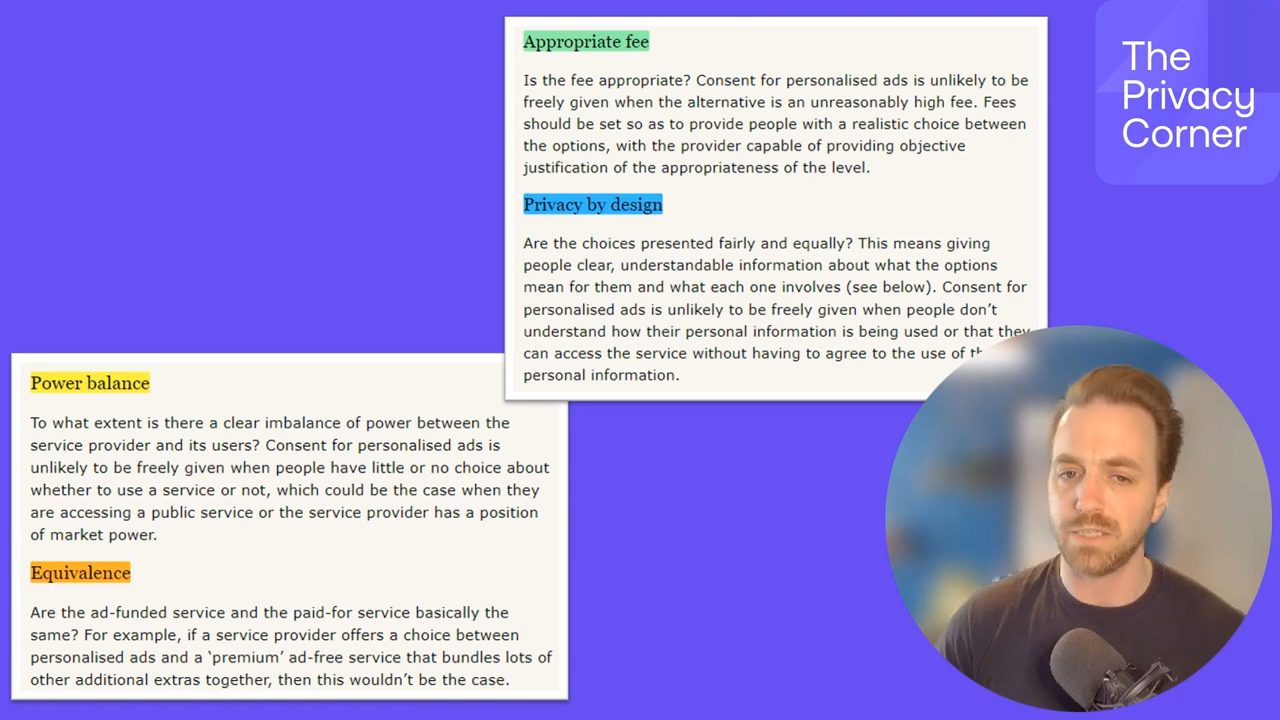 Appropriate fee
Is the fee appropriate? Consent for personalised ads is unlikely to be
freely given when the alternative is an unreasonably high fee. Fees
should be set so as to provide people with a realistic choice between
the options, with the provider capable of providing objective
justification of the appropriateness of the level.
Privacy by design
Are the choices presented fairly and equally? This means giving
people clear, understandable information about what the options
mean for them and what each one involves (see below). Consent for
personalised ads is unlikely to be freely given when people don’t
understand how their personal information is being used or that they
can access the service without having to agree to the use of
personal information.
The
Privacy
Corner
Power balance
To what extent is there a clear imbalance of power between the
service provider and its users? Consent for personalised ads is
unlikely to be freely given when people have little or no choice about
whether to use a service or not, which could be the case when they
are accessing a public service or the service provider has a position
of market power.
Equivalence
Are the ad-funded service and the paid-for service basically the
same? For example, if a service provider offers a choice between
personalised ads and a ‘premium’ ad-free service that bundles lots of
other additional extras together, then this wouldn’t be the case.